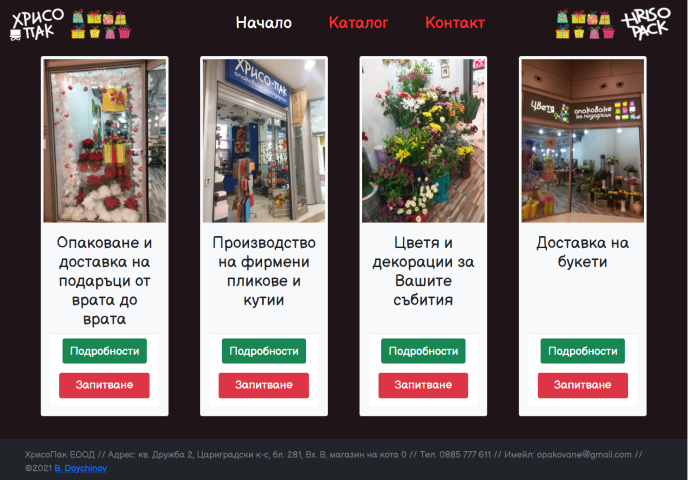 ХРИСО ПАК
Начало
Каталог
Контакт
HRISO PACK
ХРИСО-ПАК
Цветя
опаковане
на подаръци
Опаковане и
доставка на
подаръци от
врата до
врата
Подробности
Запитване
Производство
на фирмени
пликове и
кутии
Подробности
Запитване
Цветя и
декорации за
Вашите
събития
Подробности
Запитване
Доставка на
букети
Подробности
Запитване
ХрисоПак ЕООД // Адрес: кв. Дружба 2, Цариградски к-с, бл. 281, Вх. В, магазин на кота 0 // Тел. 0885 777 611 // Имейл: opakovane@gmail.com //
©2021 B. Doychinov